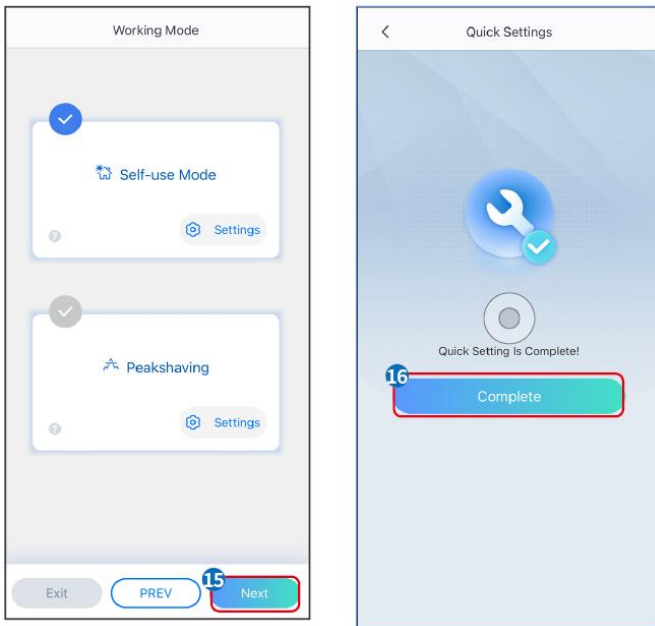 Working Mode
Self-use Mode
?
Settings
Peakshaving
?
Settings
Exit
PREV
15
Next
Quick Settings
Quick Setting Is Complete!
16
Complete